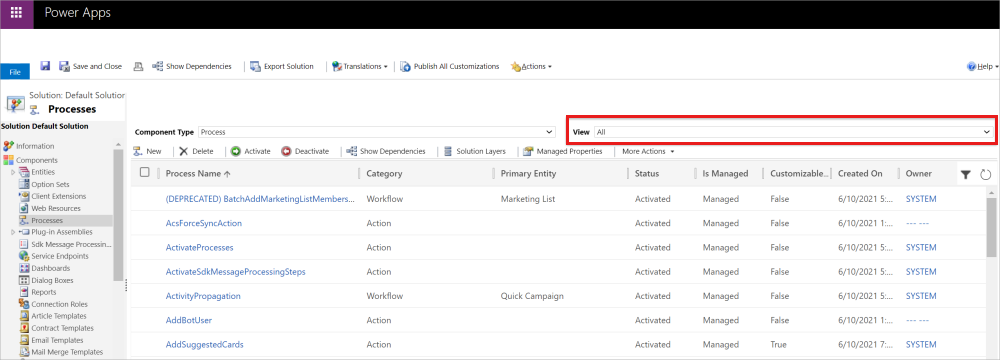 Power Apps
File
Save and Close Show Dependencies Export Solution Translations Publish All Customizations Actions Help
Solution: Default Solution
Processes
Solution Default Solution
Information
Components
Entities
Option Sets
Client Extensions
Web Resources
Processes
Plug-in Assemblies
Sdk Message Processin...
Service Endpoints
Dashboards
Dialog Boxes
Reports
Connection Roles
Article Templates
Contract Templates
Email Templates
Mail Merge Templates
Component Type Process View All
New Delete Activate Deactivate Show Dependencies Solution Layers Managed Properties More Actions
Process Name ↑ Category Primary Entity Status Is Managed Customizable... Created On Owner
(DEPRECATED) BatchAddMarketingListMembers... Workflow Marketing List Activated Managed False 6/10/2021 5:... SYSTEM
AcsForceSyncAction Action Activated Managed False 6/10/2021 1:... --- ---
ActivateProcesses Action Activated Managed False 6/10/2021 5:... SYSTEM
ActivateSdkMessageProcessingSteps Action Activated Managed False 6/10/2021 5:... SYSTEM
ActivityPropagation Workflow Quick Campaign Activated Managed False 6/10/2021 5:... SYSTEM
AddBotUser Action Activated Managed False 6/10/2021 1:... --- ---
AddSuggestedCards Action Activated Managed True 6/10/2021 7:... SYSTEM